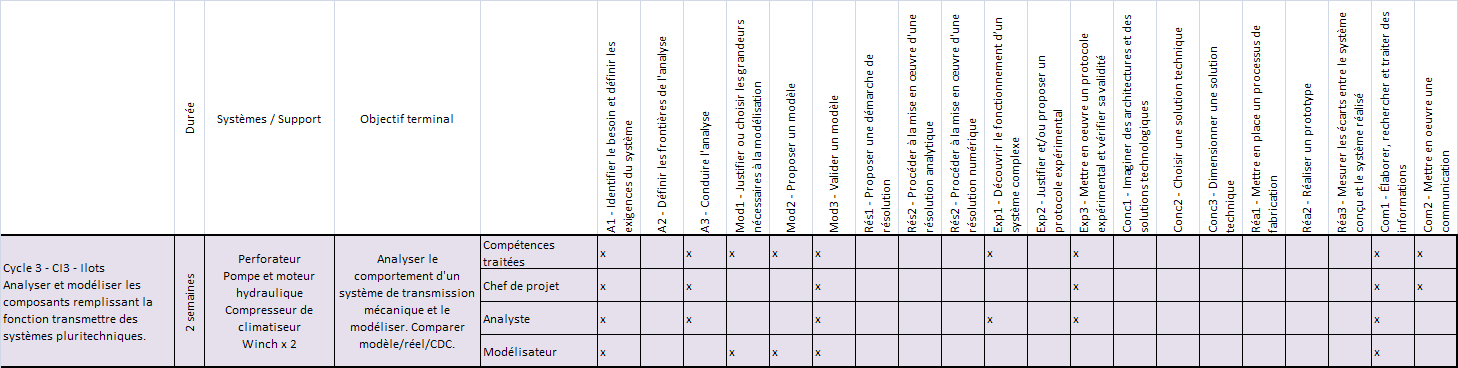 Durée
Systèmes / Support
Objectif terminal
A1 - Identifier le besoin et définir les
exigences du système
A2 - Définir les frontières de l'analyse
A3 - Conduire l'analyse
Mod1 - Justifier ou choisir les grandeurs
nécessaires à la modélisation
Mod2 - Proposer un modèle
Mod3 - Valider un modèle
Rés1 - Proposer une démarche de
résolution
Rés2 - Procéder à la mise en œuvre d'une
résolution analytique
Rés2 - Procéder à la mise en œuvre d'une
résolution numérique
Exp1 - Découvrir le fonctionnement d'un
système complexe
Exp2 - Justifier et/ou proposer un
protocole expérimental
Exp3 - Mettre en oeuvre un protocole
expérimental et vérifier sa validité
Conc1 - Imaginer des architectures et des
solutions technologiques
Conc2 - Choisir une solution technique
Conc3 - Dimensionner une solution
technique
Réa1 - Mettre en place un processus de
fabrication
Réa2 - Réaliser un prototype
Réa3 - Mesurer les écarts entre le système
conçu et le système réalisé
Com1 - Élaborer, rechercher et traiter des
informations
Com2 - Mettre en oeuvre une
communication
Cycle 3 - CI3 - Ilots
Analyser et modéliser les
composants remplissant la
fonction transmettre des
systèmes pluritechniques.
2 semaines
Perforateur
Pompe et moteur
hydraulique
Compresseur de
climatiseur
Winch x 2
Analyser le
comportement d'un
système de transmission
mécanique et le
modéliser. Comparer
modèle/réel/CDC.
Compétences
traitées
x x x x x x x x x
Chef de projet
x x x x x x
Analyste
x x x x x x
Modélisateur
x x x x x